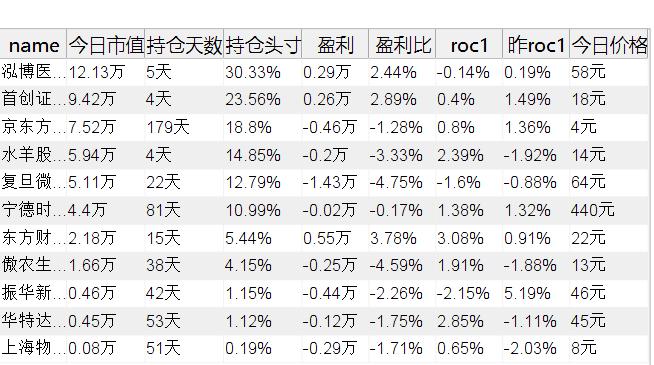 name 今日市值 持仓天数 持仓头寸 盈利 盈利比 roc1 昨roc1 今日价格
泓博医... 12.13万 5天 30.33% 0.29万 2.44% -0.14% 0.19% 58元
首创证... 9.42万 4天 23.56% 0.26万 2.89% 0.4% 1.49% 18元
京东方... 7.52万 179天 18.8% -0.46万 -1.28% 0.8% 1.36% 4元
水羊股... 5.94万 4天 14.85% -0.2万 -3.33% 2.39% -1.92% 14元
复旦微... 5.11万 22天 12.79% -1.43万 -4.75% -1.6% -0.88% 64元
宁德时... 4.4万 81天 10.99% -0.02万 -0.17% 1.38% 1.32% 440元
东方财... 2.18万 15天 5.44% 0.55万 3.78% 3.08% 0.91% 22元
傲农生... 1.66万 38天 4.15% -0.25万 -4.59% 1.91% -1.88% 13元
振华新... 0.46万 42天 1.15% -0.44万 -2.26% -2.15% 5.19% 46元
华特达... 0.45万 53天 1.12% -0.12万 -1.75% 2.85% -1.11% 45元
上海物... 0.08万 51天 0.19% -0.29万 -1.71% 0.65% -2.03% 8元